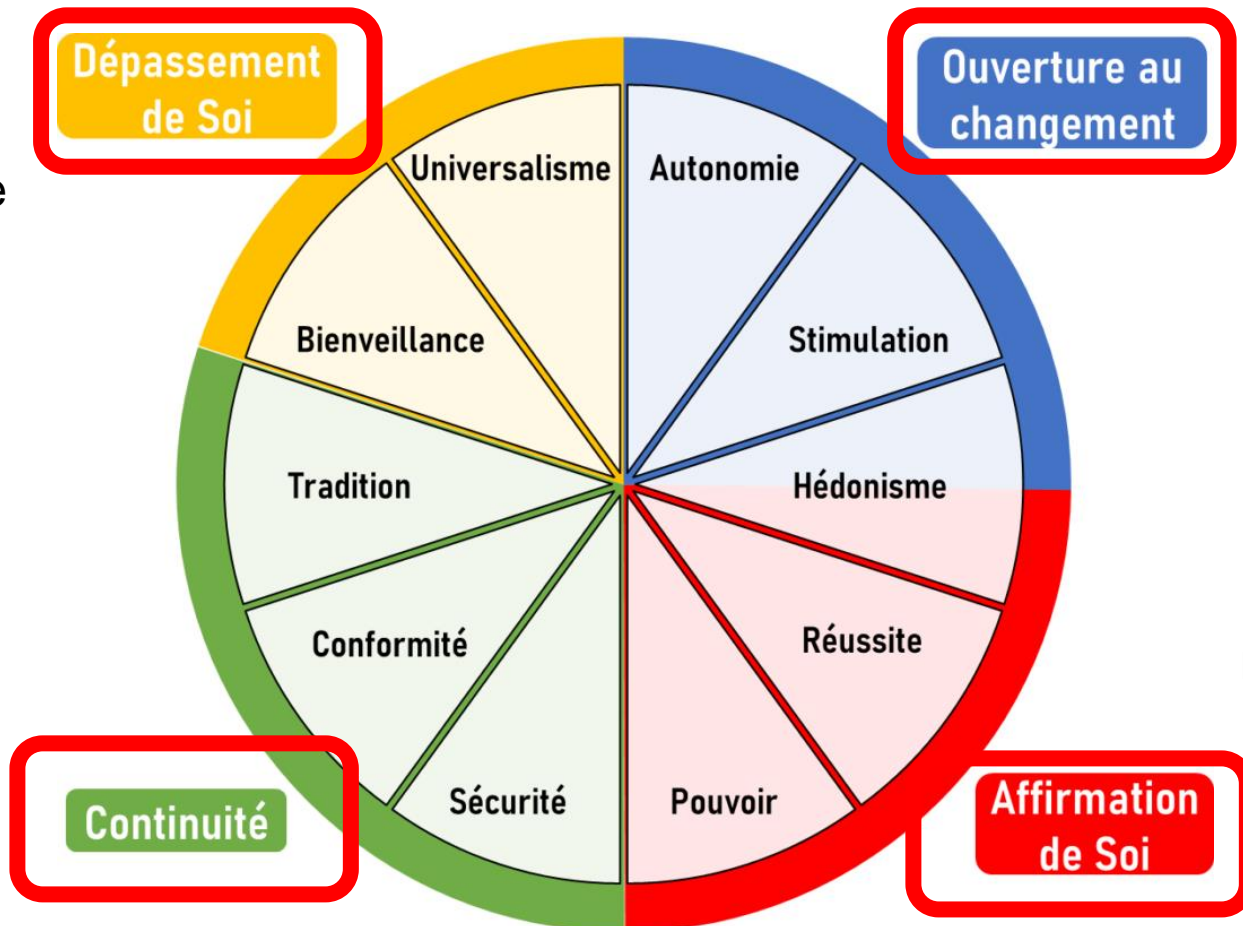 Dépassement
de Soi
Ouverture au
changement
e
Universalisme
Autonomie
Bienveillance
Stimulation
Tradition
Hédonisme
Conformité
Réussite
Sécurité
Pouvoir
Continuité
Affirmation
de Soi